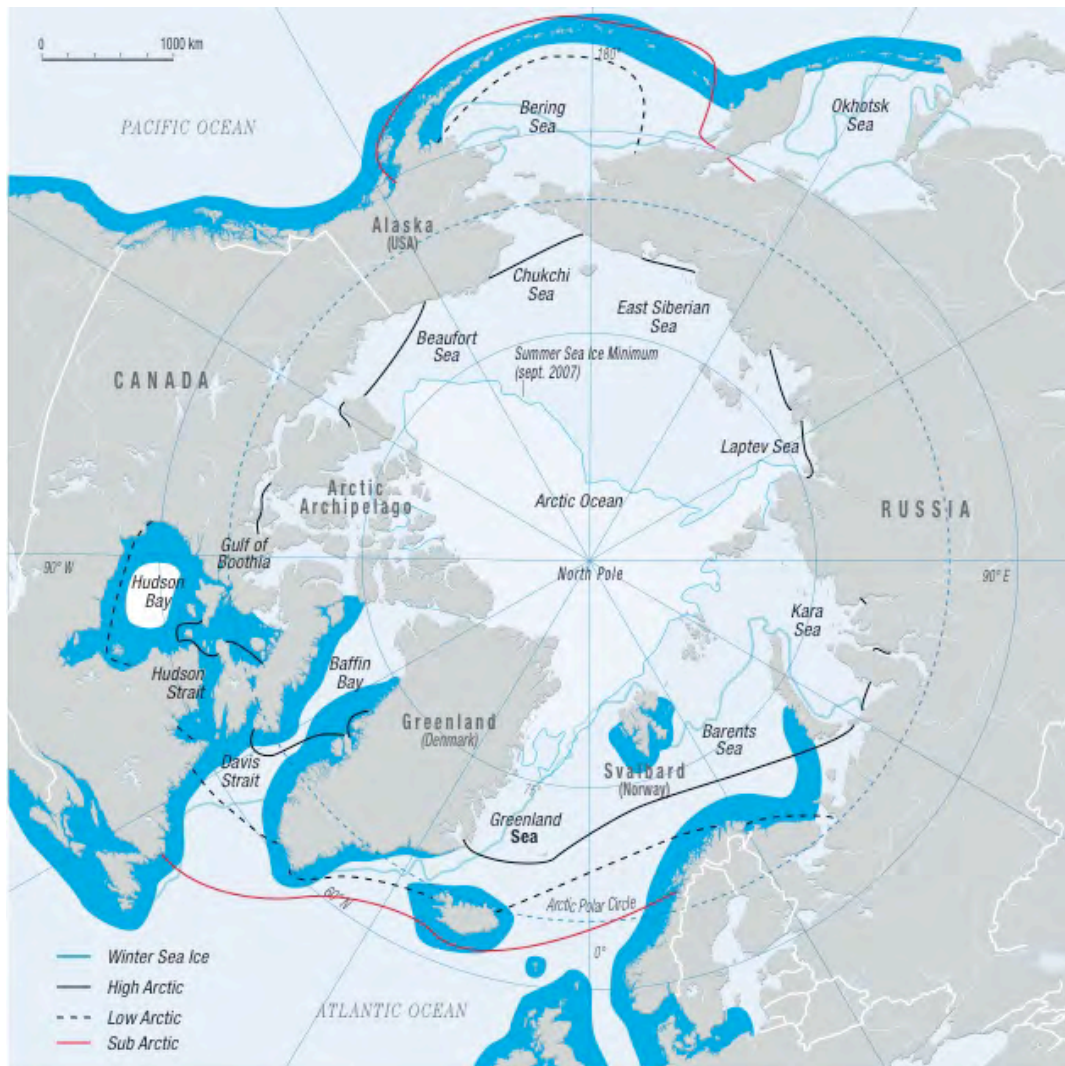 0 1000 km
180°
PACIFIC OCEAN
Bering
Sea
Okhotsk
Sea
Alaska
(USA)
Chukchi
Sea
East Siberian
Sea
Beaufort
Sea
Summer Sea Ice Minimum
(sept. 2007)
CANADA
Laptev Sea
Arctic
Archipelago
Arctic Ocean
RUSSIA
Gulf of
Boothia
90° W
North Pole
90° E
Hudson
Bay
Kara
Sea
Hudson
Strait
Baffin
Bay
Greenland
(Denmark)
Barents
Sea
Davis
Strait
Svalbard
(Norway)
75°
Greenland
Sea
60°N
Arctic Polar Circle
0°
Winter Sea Ice
High Arctic
Low Arctic
Sub Arctic
ATLANTIC OCEAN